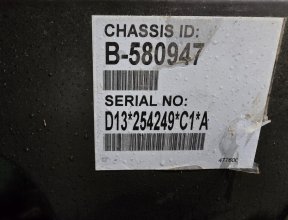 CHASSIS ID:
B-580947
SERIAL NO:
D13*254249*C1*A